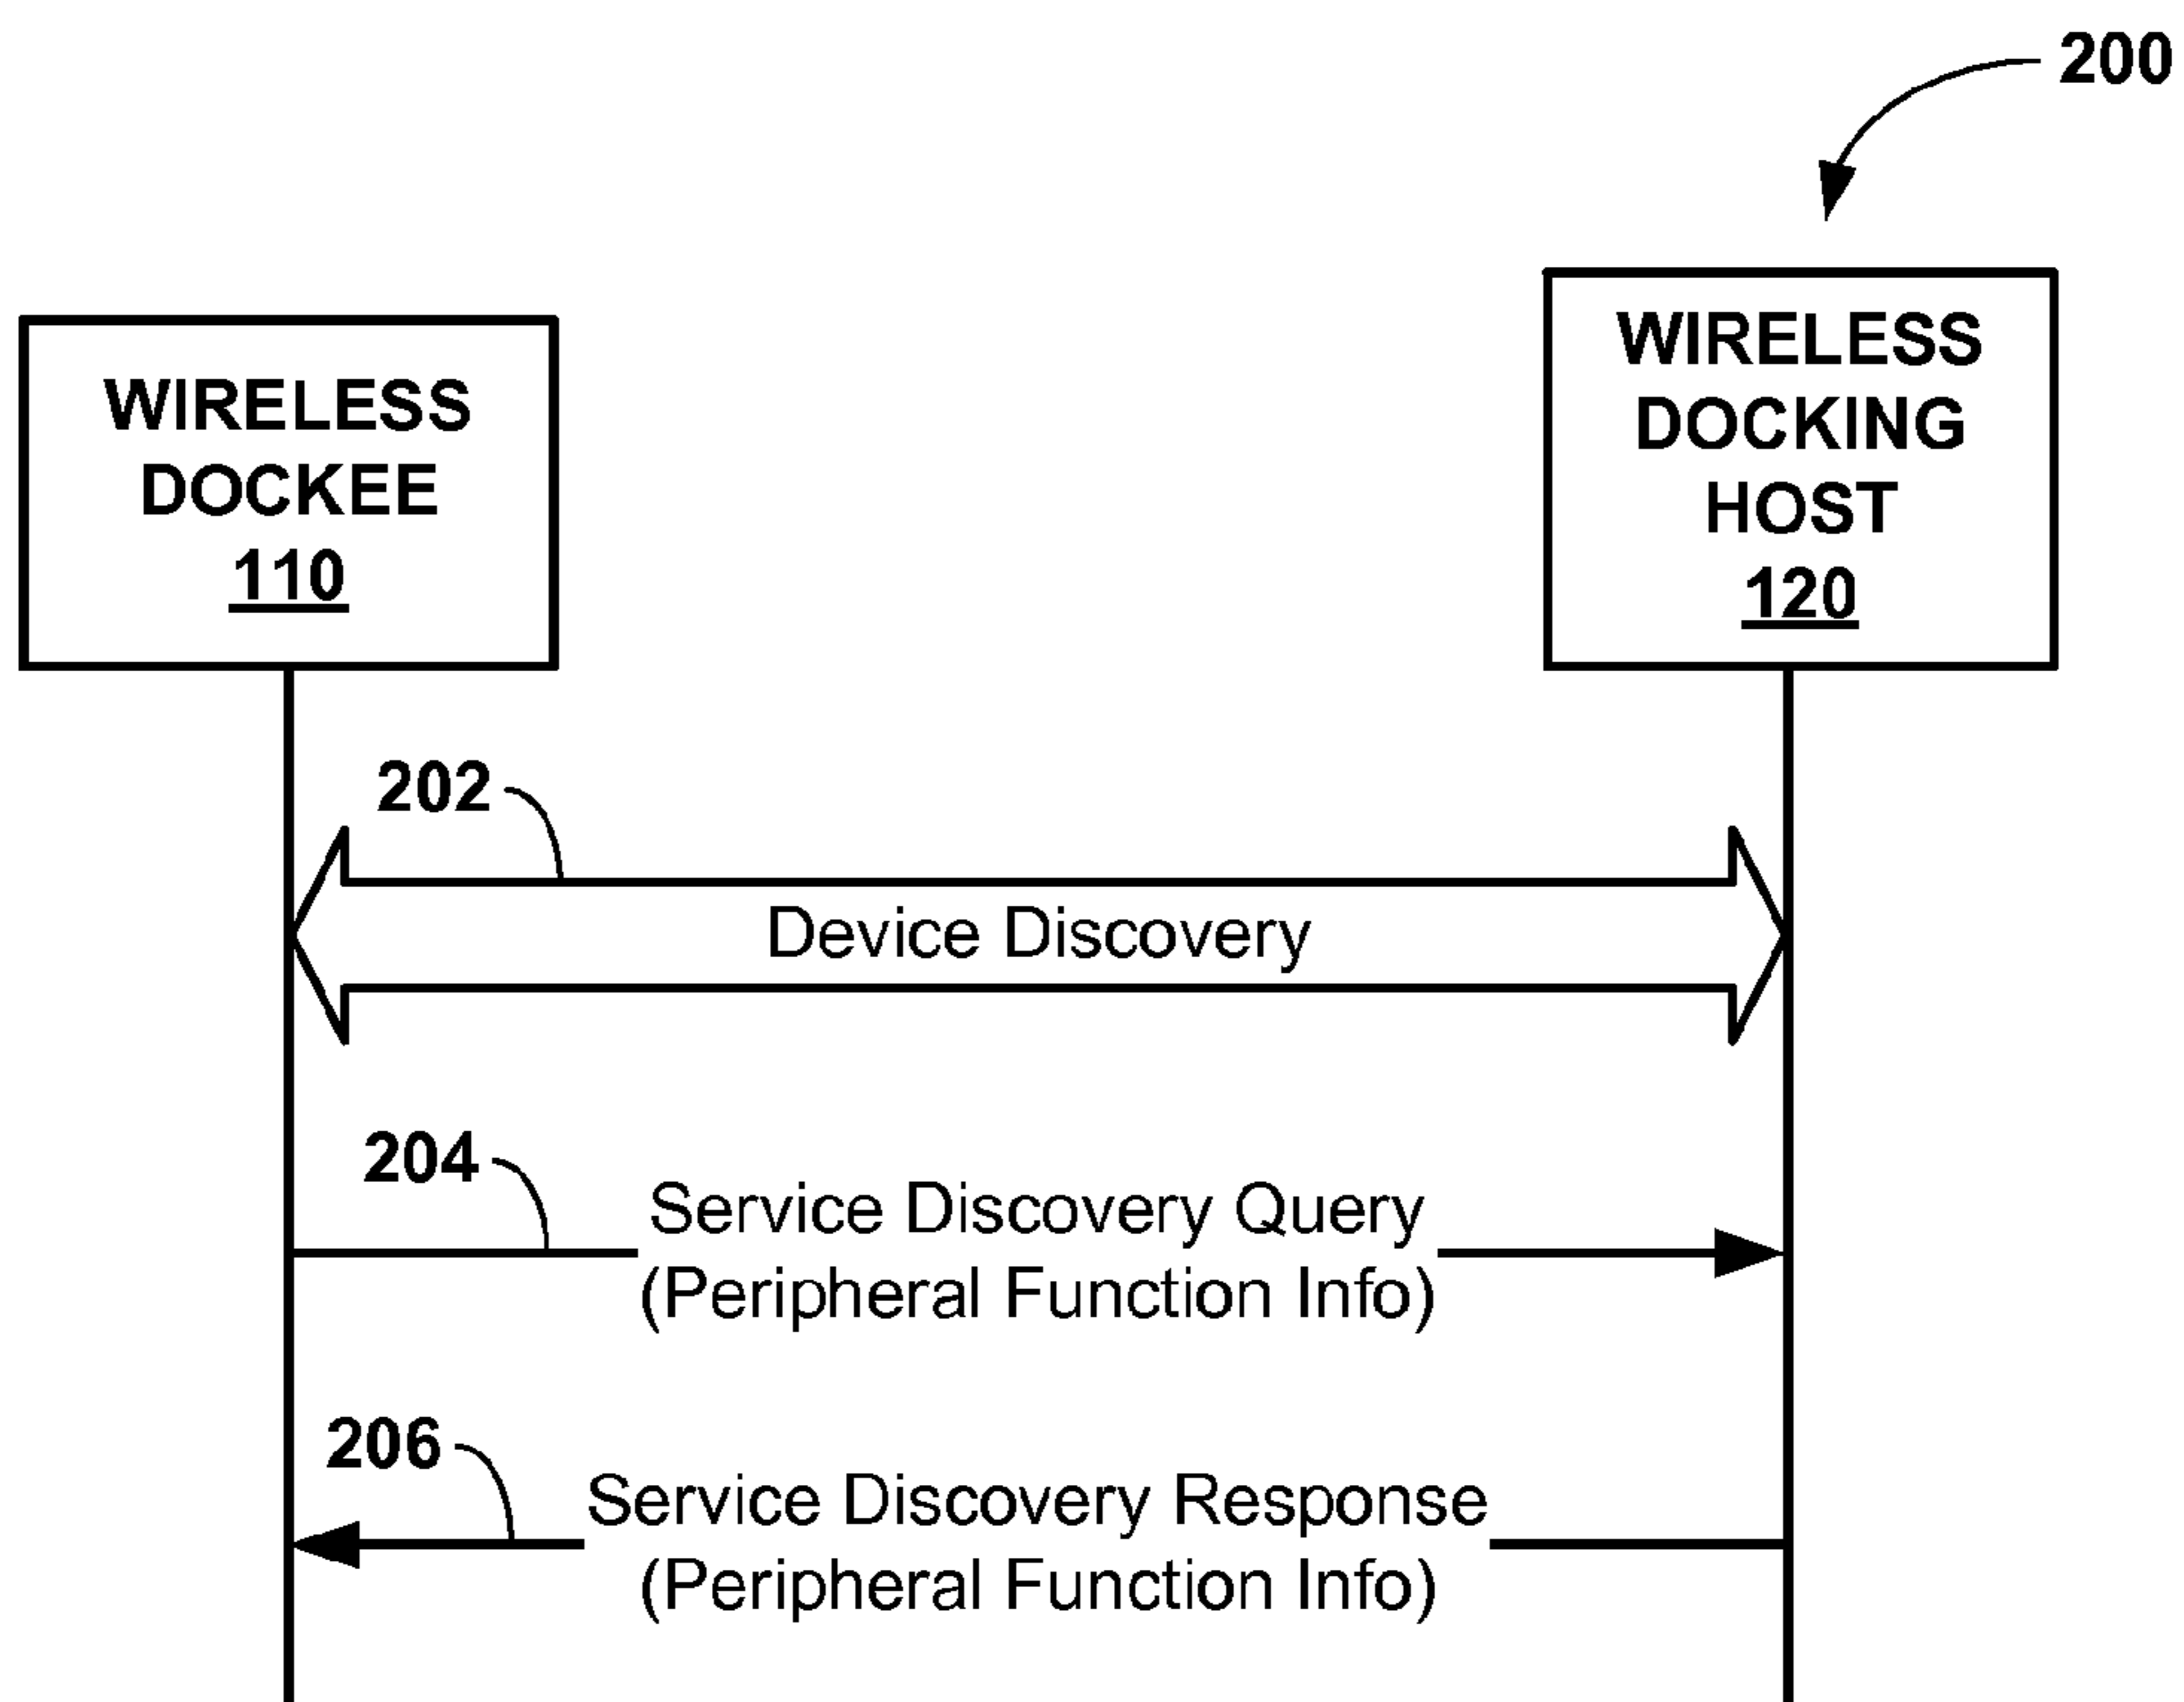 200
WIRELESS
DOCKEE
110
WIRELESS
DOCKING
HOST
120
202
Device Discovery
204
Service Discovery Query
(Peripheral Function Info)
206
Service Discovery Response
(Peripheral Function Info)